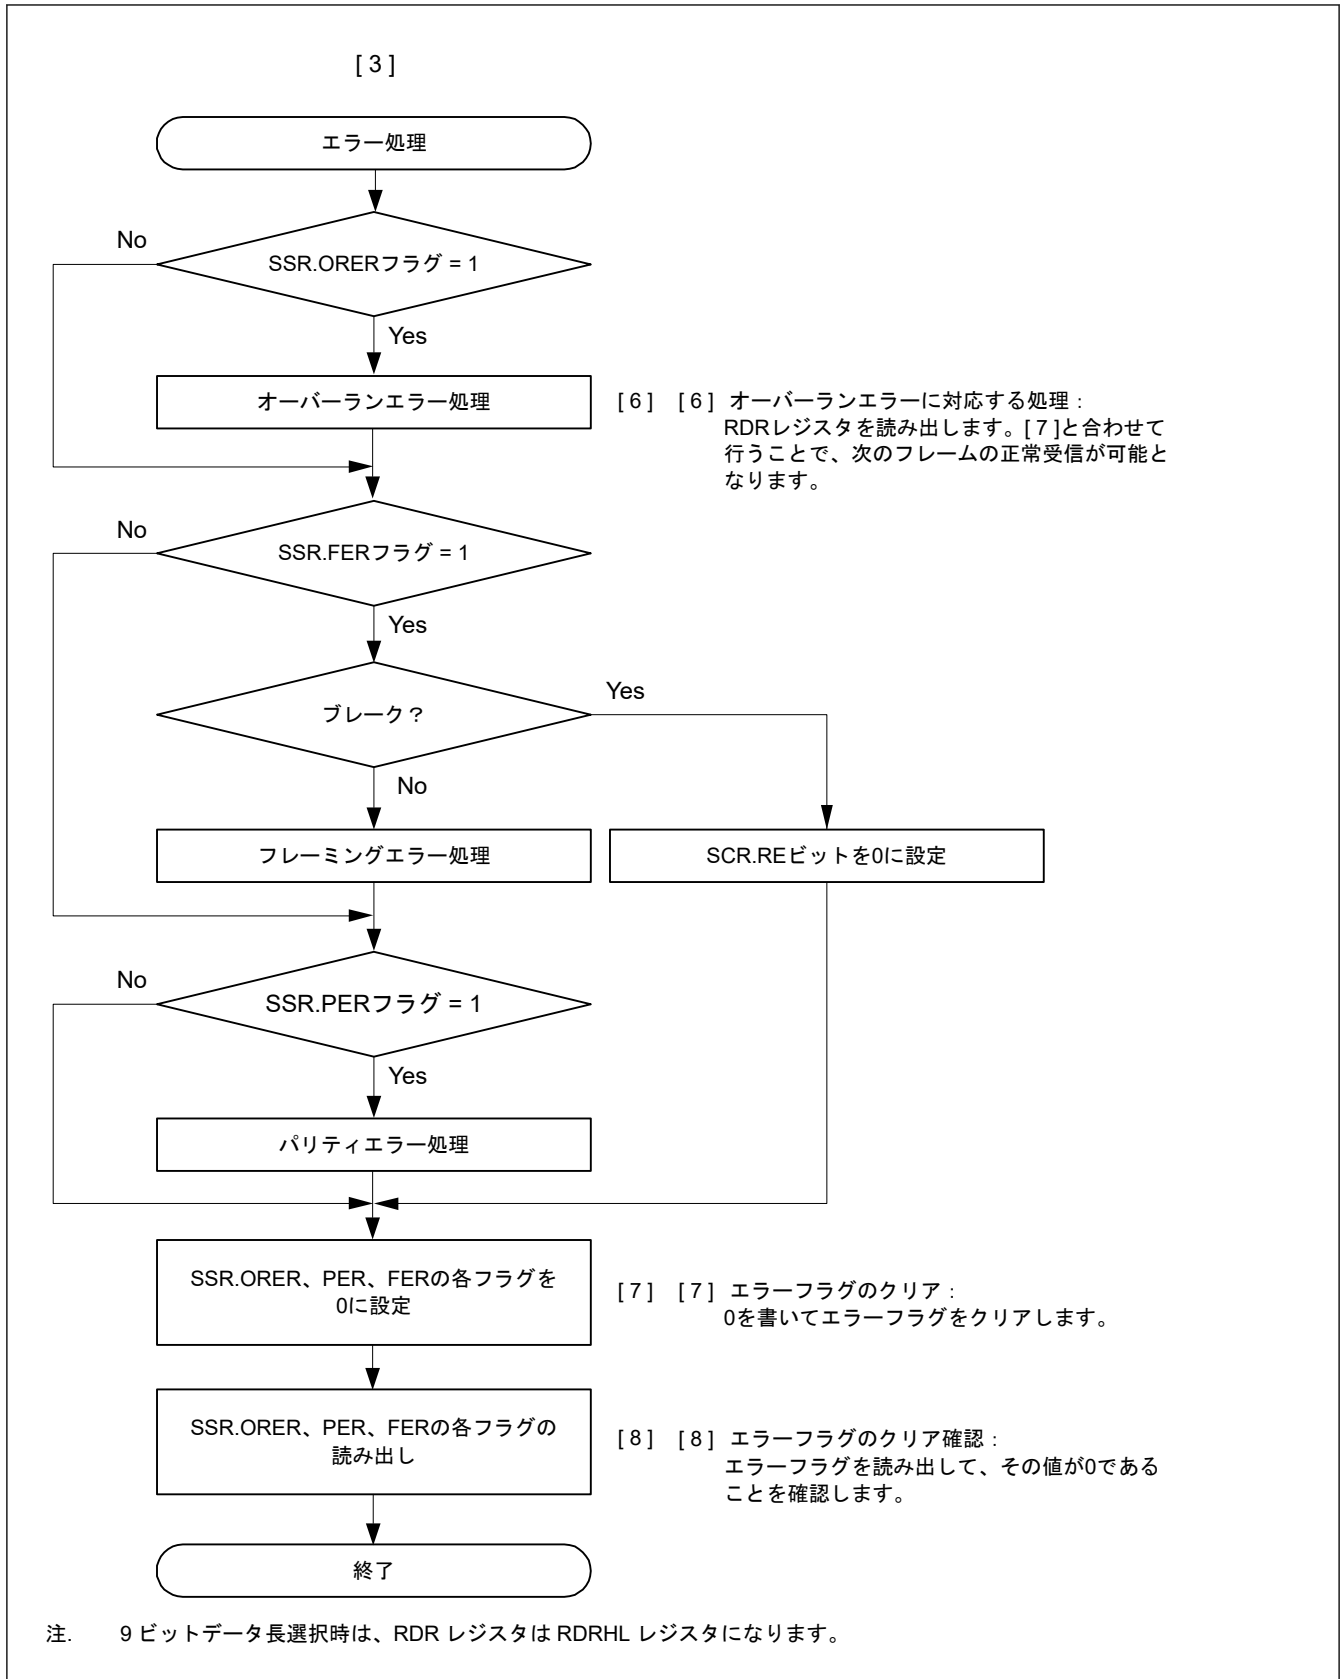 [ 3 ]
エラー処理
No
SSR.ORERフラグ = 1
Yes
オーバーランエラー処理
[ 6 ] [ 6 ] オーバーランエラーに対応する処理：
RDRレジスタを読み出します。[ 7 ]と合わせて
行うことで、次のフレームの正常受信が可能と
なります。
No
SSR.FERフラグ = 1
Yes
ブレーク？
Yes
No
フレーミングエラー処理
SCR.REビットを0に設定
No
SSR.PERフラグ = 1
Yes
パリティエラー処理
SSR.ORER、PER、FERの各フラグを
0に設定
[ 7 ] [ 7 ] エラーフラグのクリア：
0を書いてエラーフラグをクリアします。
SSR.ORER、PER、FERの各フラグの
読み出し
[ 8 ] [ 8 ] エラーフラグのクリア確認：
エラーフラグを読み出して、その値が0である
ことを確認します。
終了
注. 9 ビットデータ長選択時は、RDR レジスタは RDRHL レジスタになります。